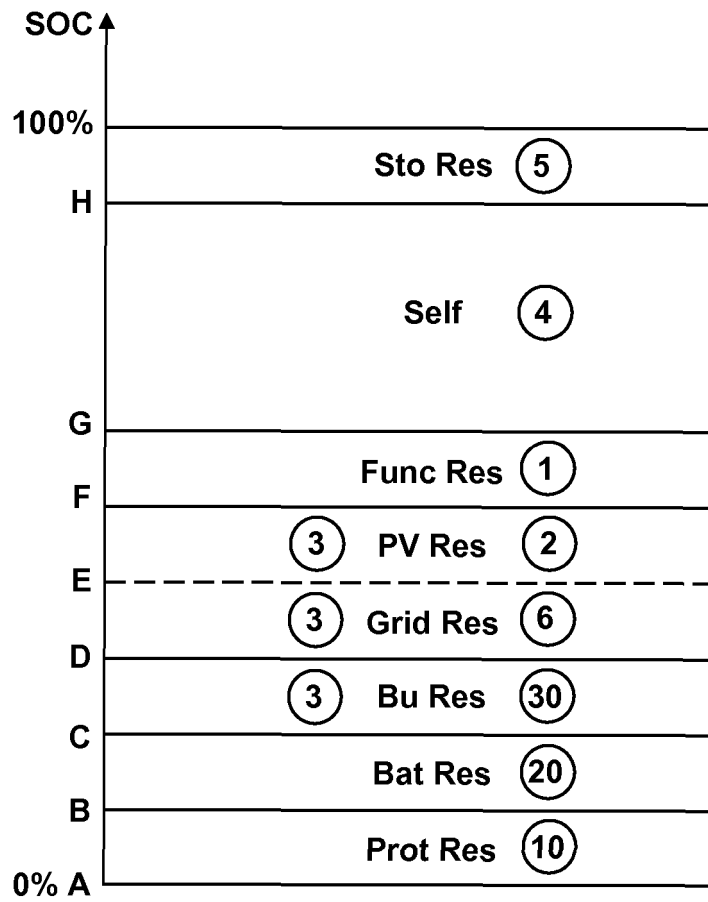 SOC
100%
Sto Res 5
H
Self 4
G
Func Res 1
F
3 PV Res 2
E
3 Grid Res 6
D
3 Bu Res 30
C
Bat Res 20
B
Prot Res 10
0% A